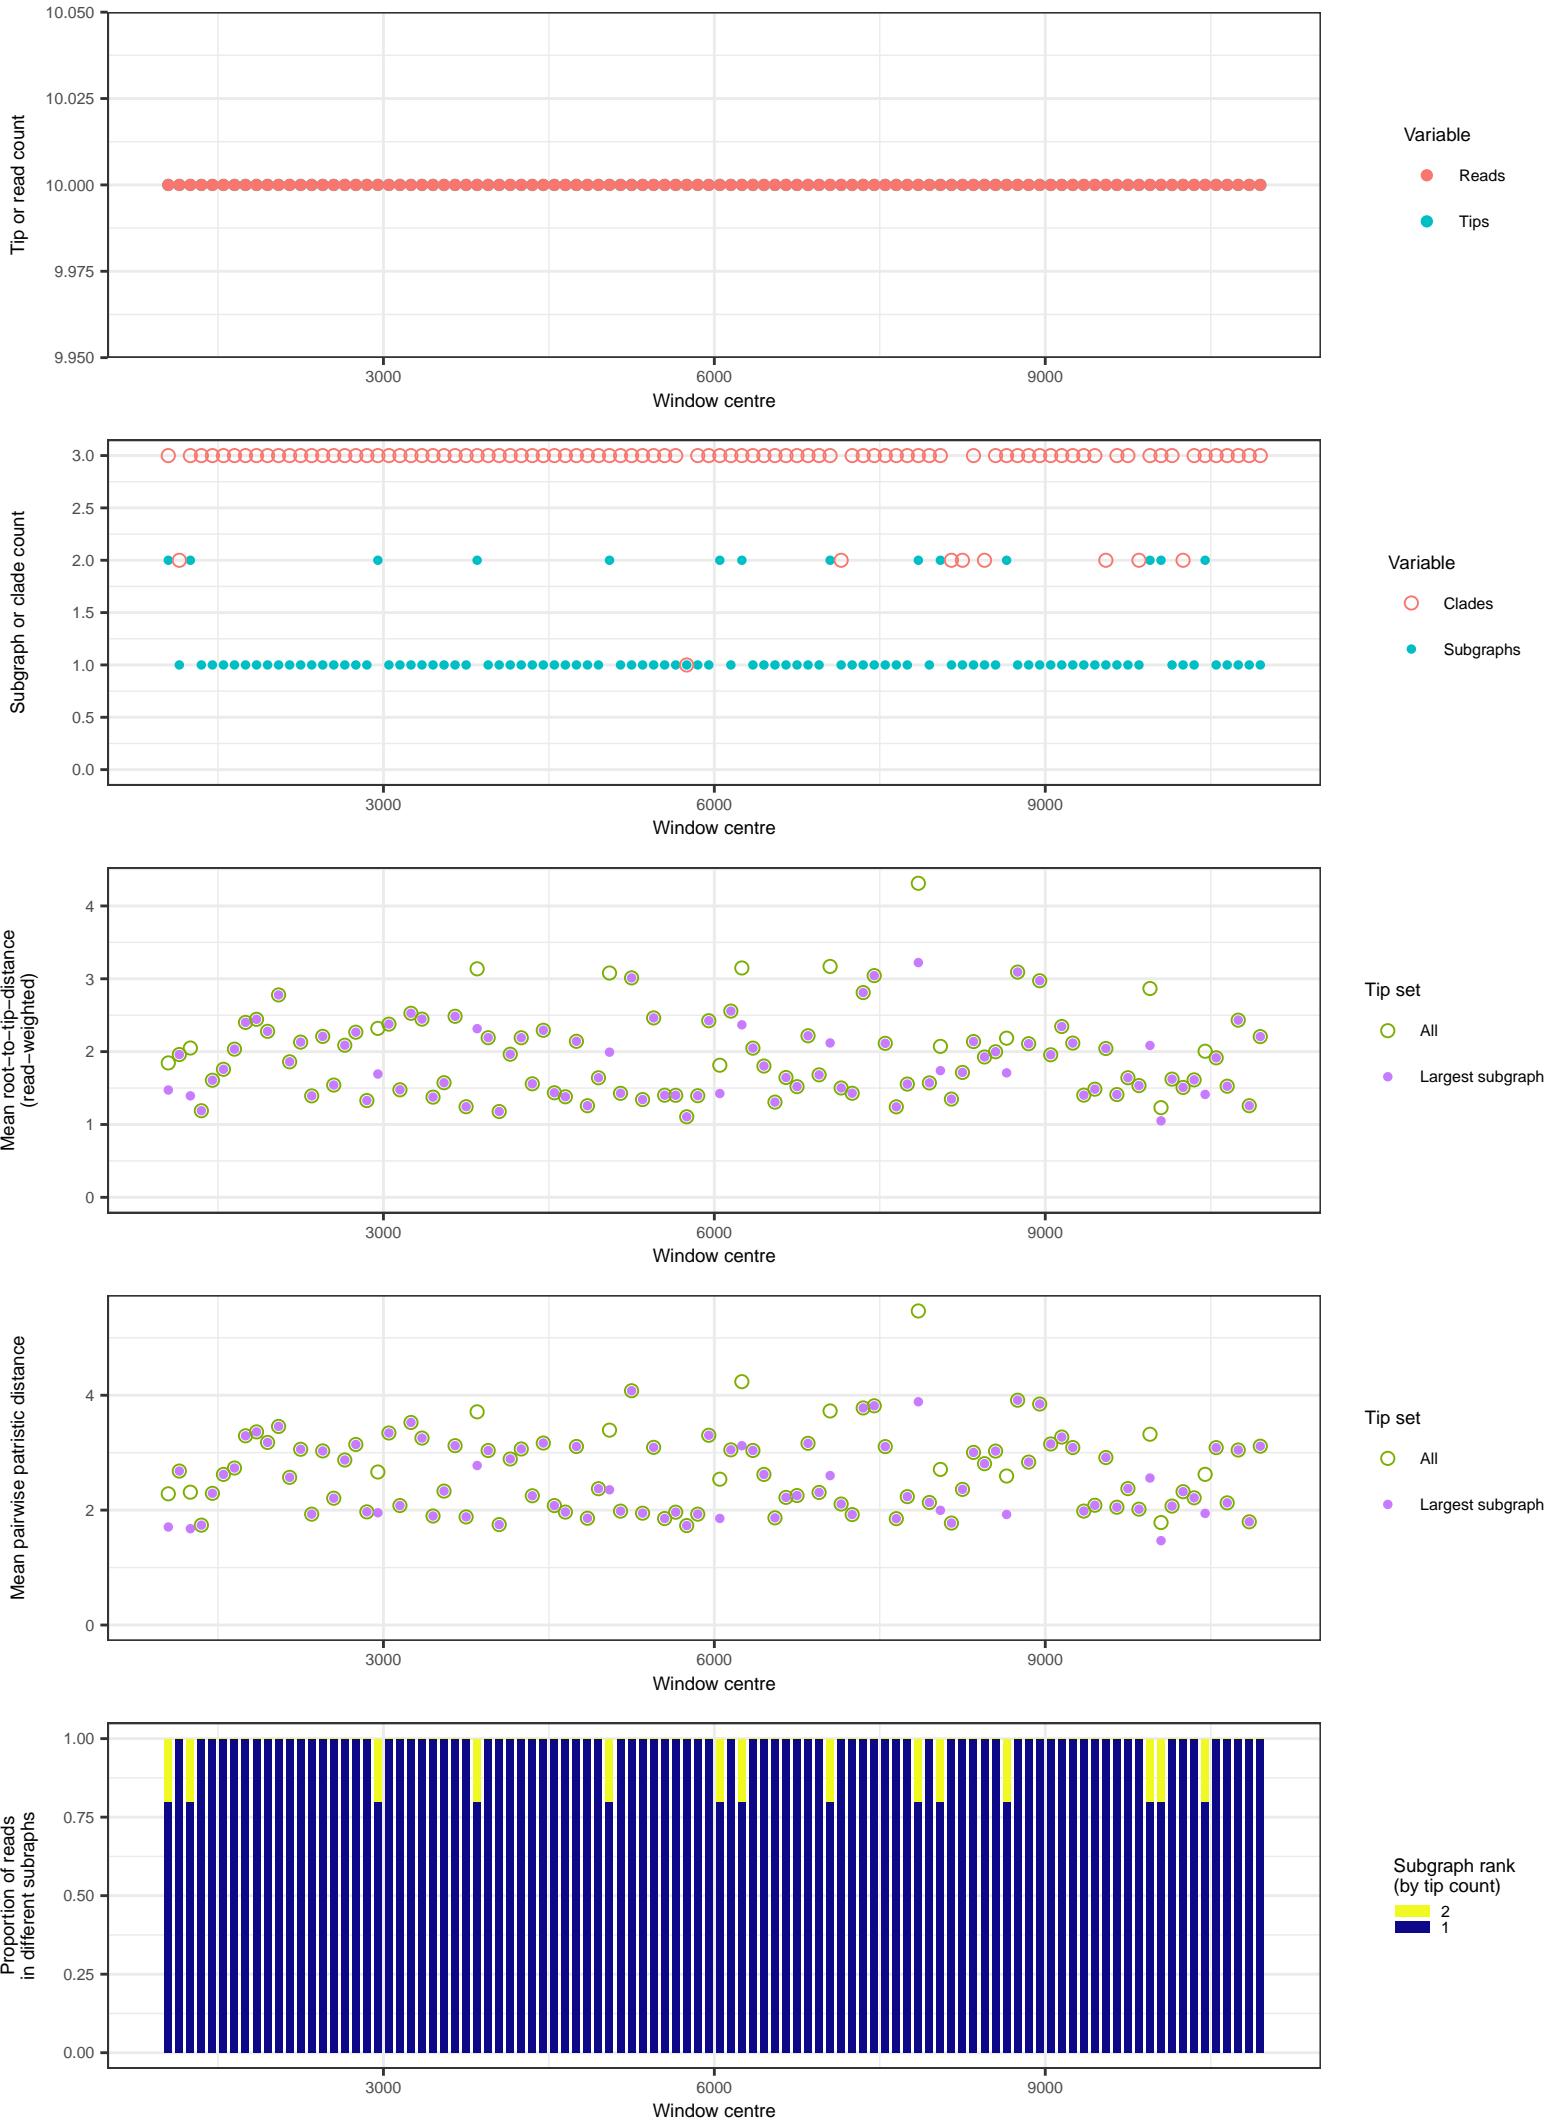 10.050
10.025
10.000
9.975
9.950
Tip or read count
3000
6000
9000
Window centre
Variable
Reads
Tips
3.0
2.5
2.0
1.5
1.0
0.5
0.0
Subgraph or clade count
3000
6000
9000
Window centre
Variable
Clades
Subgraphs
4
3
2
1
0
Mean root−to−tip−distance
(read−weighted)
3000
6000
9000
Window centre
Tip set
All
Largest subgraph
4
2
0
Mean pairwise patristic distance
3000
6000
9000
Window centre
Tip set
All
Largest subgraph
1.00
0.75
0.50
0.25
0.00
Proportion of reads
in different subraphs
3000
6000
9000
Window centre
Subgraph rank
(by tip count)
2
1